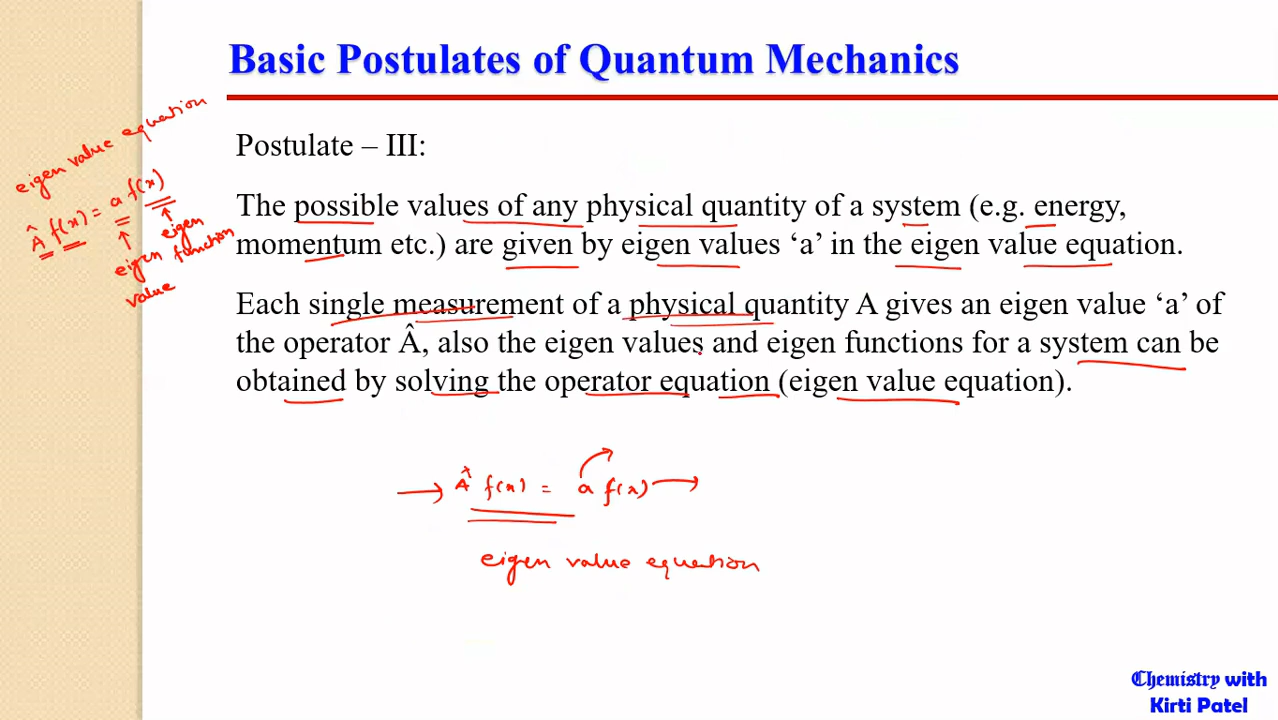 Basic Postulates of Quantum Mechanics
eigen value equation
Â f(x) = a f(x)
eigen function
eigen value
Postulate – III:
The possible values of any physical quantity of a system (e.g. energy,
momentum etc.) are given by eigen values ‘a’ in the eigen value equation.
Each single measurement of a physical quantity A gives an eigen value ‘a’ of
the operator Â, also the eigen values and eigen functions for a system can be
obtained by solving the operator equation (eigen value equation).
Â f(x) = a f(x)
eigen value equation
Chemistry with
Kirti Patel